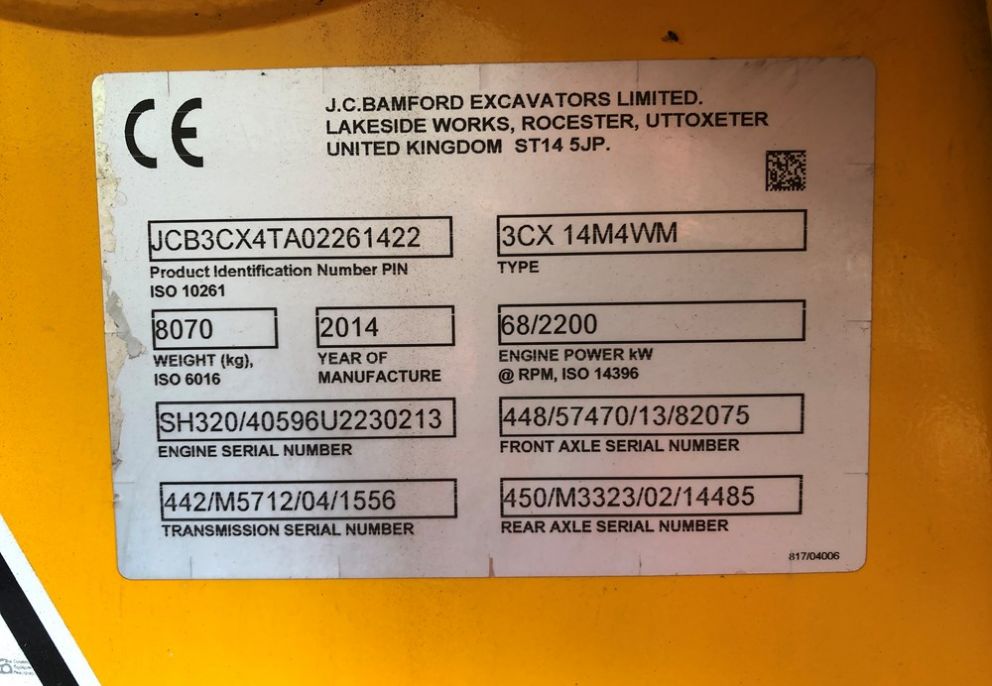 CE
J.C.BAMFORD EXCAVATORS LIMITED.
LAKESIDE WORKS, ROCESTER, UTTOXETER
UNITED KINGDOM ST14 5JP.
JCB3CX4TA02261422
Product Identification Number PIN
ISO 10261
3CX 14M4WM
TYPE
8070
WEIGHT (kg),
ISO 6016
2014
YEAR OF
MANUFACTURE
68/2200
ENGINE POWER kW
@ RPM, ISO 14396
SH320/40596U2230213
ENGINE SERIAL NUMBER
448/57470/13/82075
FRONT AXLE SERIAL NUMBER
442/M5712/04/1556
TRANSMISSION SERIAL NUMBER
450/M3323/02/14485
REAR AXLE SERIAL NUMBER
817/04006